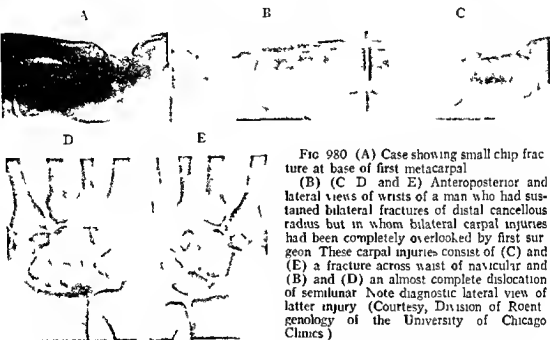 A B C
D E
FIG 980 (A) Case showing small chip frac
ture at base of first metacarpal
(B) (C D and E) Anteroposterior and
lateral views of wrists of a man who had sus-
tained bilateral fractures of distal cancellous
radius but in whom bilateral carpal injuries
had been completely overlooked by first sur
geon These carpal injuries consist of (C) and
(E) a fracture across waist of navicular and
(B) and (D) an almost complete dislocation
of semilunar Note diagnostic lateral view of
latter injury (Courtesy, Division of Roent
genology of the University of Chicago
Clinics)